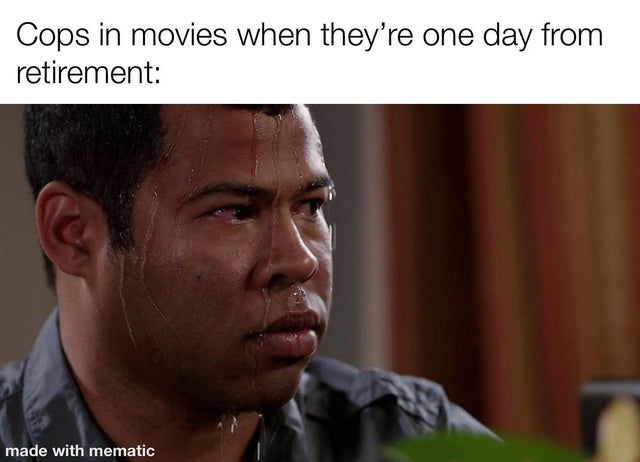 Cops in movies when they’re one day from
retirement:
made with mematic